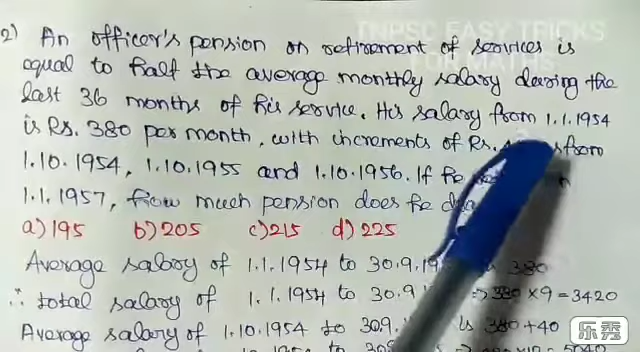 TNPSC EASY TRICKS
FOR MATHS
2) An officer's pension on retirement of services is
equal to half the average monthly salary during the
last 36 months of his service. His salary from 1.1.1954
is Rs. 380 per month, with increments of Rs. from
1.10.1954, 1.10.1955 and 1.10.1956. If he
1.1.1957, how much pension does he
a) 195 b) 205 c) 215 d) 225
Average salary of 1.1.1954 to 30.9.19 380
∴ total salary of 1.1.1954 to 30.9 ⇒ 380 × 9 = 3420
Average salary of 1.10.1954 to 309. is 380 + 40
乐秀